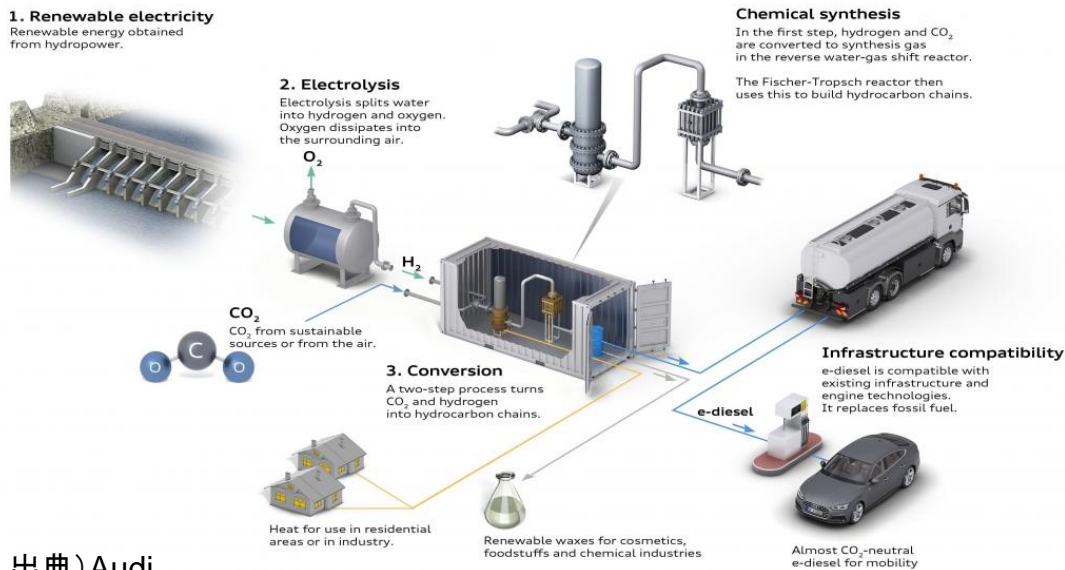 1. Renewable electricity
Renewable energy obtained
from hydropower.
2. Electrolysis
Electrolysis splits water
into hydrogen and oxygen.
Oxygen dissipates into
the surrounding air.
O₂
H₂
CO₂
CO₂ from sustainable
sources or from the air.
O C O
3. Conversion
A two-step process turns
CO₂ and hydrogen
into hydrocarbon chains.
Chemical synthesis
In the first step, hydrogen and CO₂
are converted to synthesis gas
in the reverse water-gas shift reactor.
The Fischer-Tropsch reactor then
uses this to build hydrocarbon chains.
Infrastructure compatibility
e-diesel is compatible with
existing infrastructure and
engine technologies.
It replaces fossil fuel.
e-diesel
Heat for use in residential
areas or in industry.
Renewable waxes for cosmetics,
foodstuffs and chemical industries
Almost CO₂-neutral
e-diesel for mobility
出典)Audi